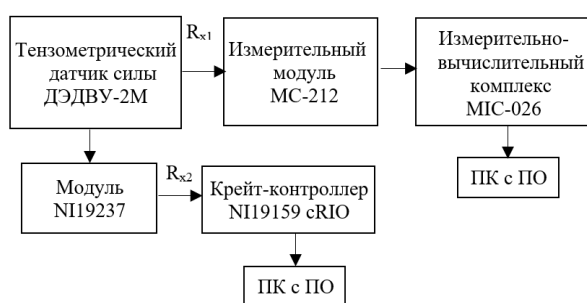 Тензометрический
датчик силы
ДЭДВУ-2М
Rx1
Измерительный
модуль
МС-212
Измерительно-
вычислительный
комплекс
MIC-026
ПК с ПО
Модуль
NI19237
Rx2
Крейт-контроллер
NI19159 cRIO
ПК с ПО